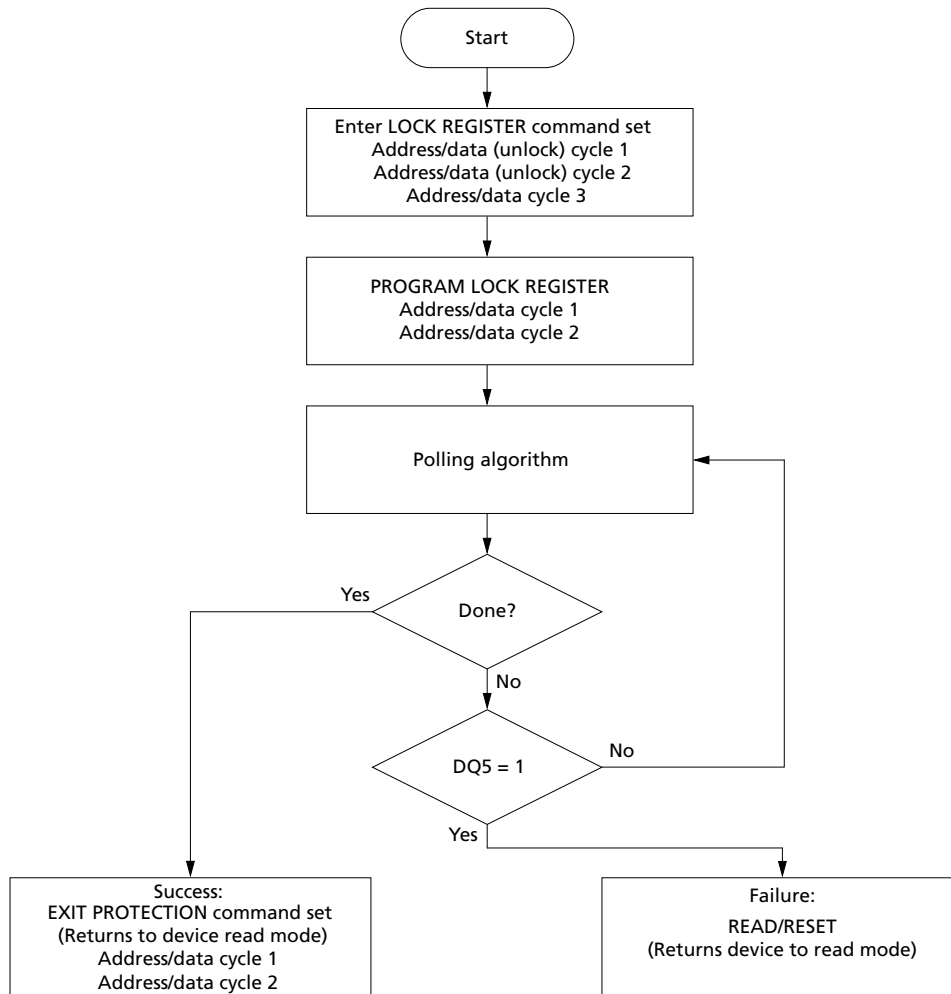 Start
Enter LOCK REGISTER command set
Address/data (unlock) cycle 1
Address/data (unlock) cycle 2
Address/data cycle 3
PROGRAM LOCK REGISTER
Address/data cycle 1
Address/data cycle 2
Polling algorithm
Yes
Done?
No
DQ5 = 1
No
Yes
Success:
EXIT PROTECTION command set
(Returns to device read mode)
Address/data cycle 1
Address/data cycle 2
Failure:
READ/RESET
(Returns device to read mode)